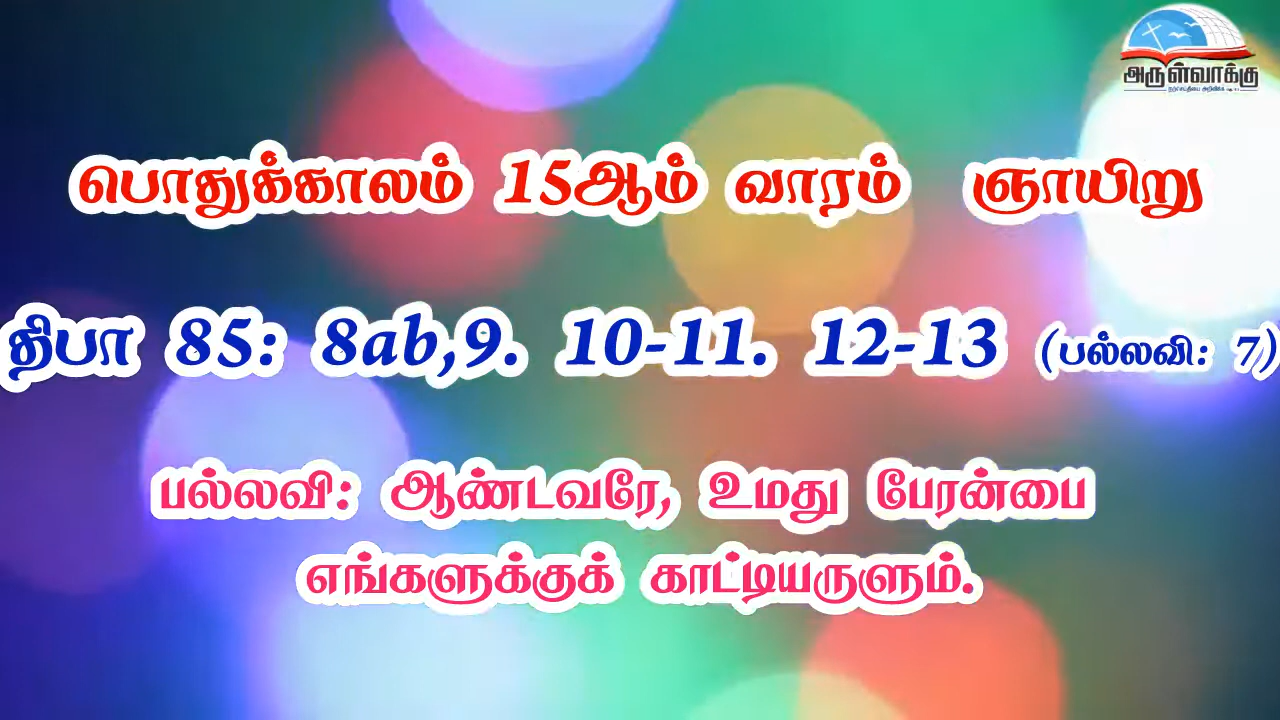 அருள்வாக்கு
பொதுக்காலம் 15ஆம் வாரம் ஞாயிறு
திபா 85: 8ab,9. 10-11. 12-13 (பல்லவி: 7)
பல்லவி: ஆண்டவரே, உமது பேரன்பை
எங்களுக்குக் காட்டியருளும்.